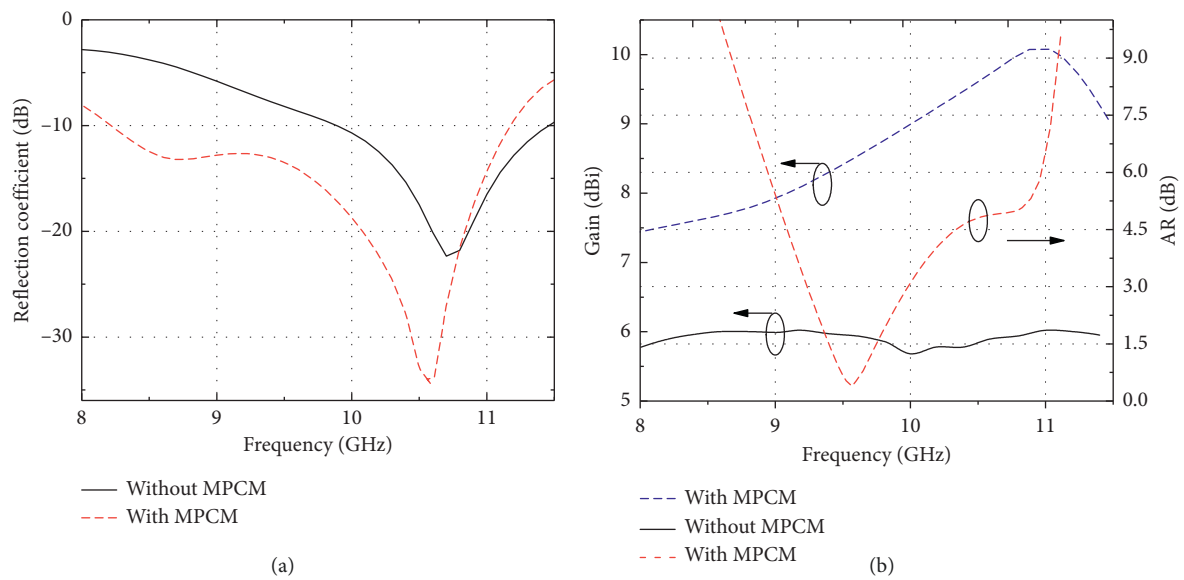 0
−10
−20
−30
Reflection coefficient (dB)
8
9
10
11
Frequency (GHz)
Without MPCM
With MPCM
(a)
10
9
8
7
6
5
Gain (dBi)
9.0
7.5
6.0
4.5
3.0
1.5
0.0
AR (dB)
8
9
10
11
Frequency (GHz)
With MPCM
Without MPCM
With MPCM
(b)